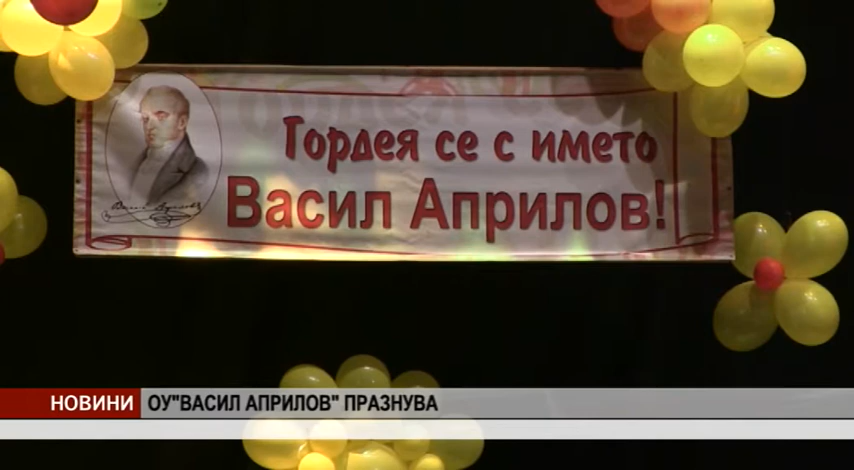 Гордея се с името
Васил Априлов!
НОВИНИ
ОУ"ВАСИЛ АПРИЛОВ" ПРАЗНУВА